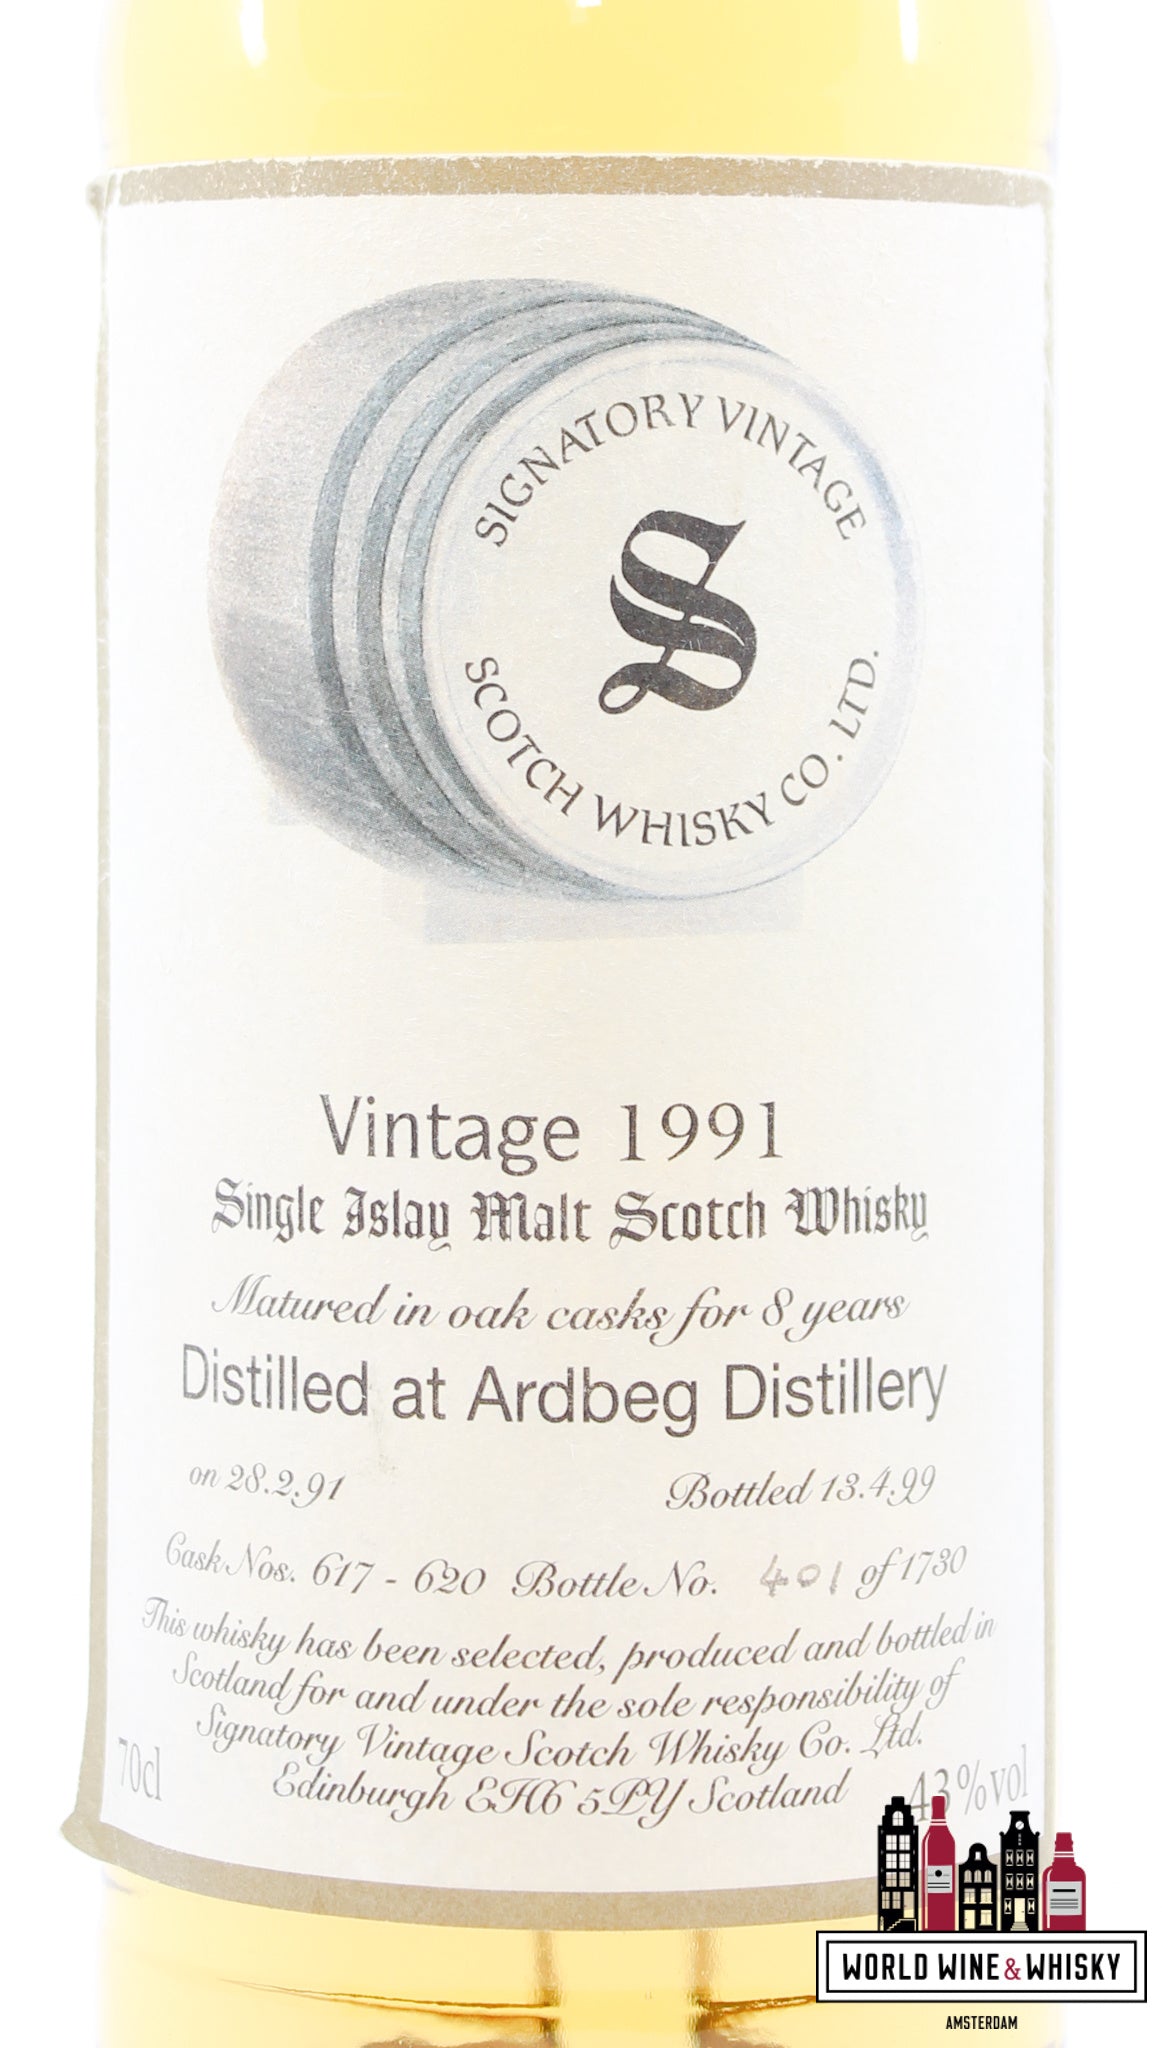 SIGNATORY VINTAGE
S
SCOTCH WHISKY CO. LTD.
Vintage 1991
Single Islay Malt Scotch Whisky
Matured in oak casks for 8 years
Distilled at Ardbeg Distillery
on 28.2.91 Bottled 13.4.99
Cask Nos. 617 - 620 Bottle No. 401 of 1730
This whisky has been selected, produced and bottled in
Scotland for and under the sole responsibility of
Signatory Vintage Scotch Whisky Co. Ltd.
Edinburgh EH6 5PY Scotland
70cl 43%vol
WORLD WINE & WHISKY
AMSTERDAM